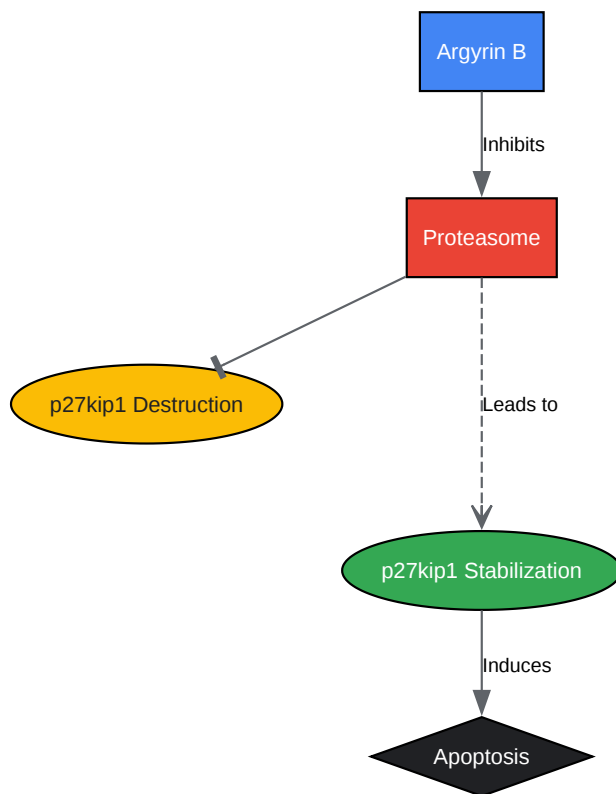 Argyrin B
Inhibits
Proteasome
p27kip1 Destruction
Leads to
p27kip1 Stabilization
Induces
Apoptosis